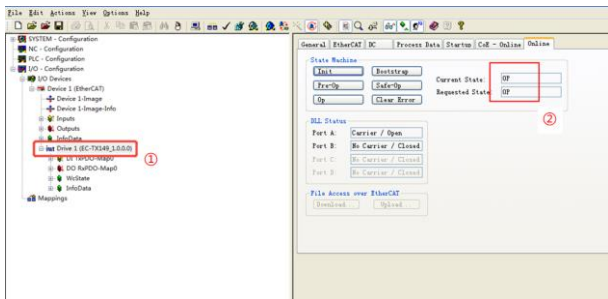 File Edit Actions View Options Help
SYSTEM - Configuration
NC - Configuration
PLC - Configuration
I/O - Configuration
I/O Devices
Device 1 (EtherCAT)
Device 1-Image
Device 1-Image-Info
Inputs
Outputs
InfoData
Drive 1 (EC-TX149_1.0.0.0)
①
DI TxPDO-Map0
DO RxPDO-Map0
WcState
InfoData
Mappings
General EtherCAT DC Process Data Startup CoE - Online Online
State Machine
Init Bootstrap
Pre-Op Safe-Op
Op Clear Error
Current State: OP
Requested State OP
②
DLL Status
Port A: Carrier / Open
Port B: No Carrier / Closed
Port C: No Carrier / Closed
Port D: No Carrier / Closed
File Access over EtherCAT
Download... Upload...